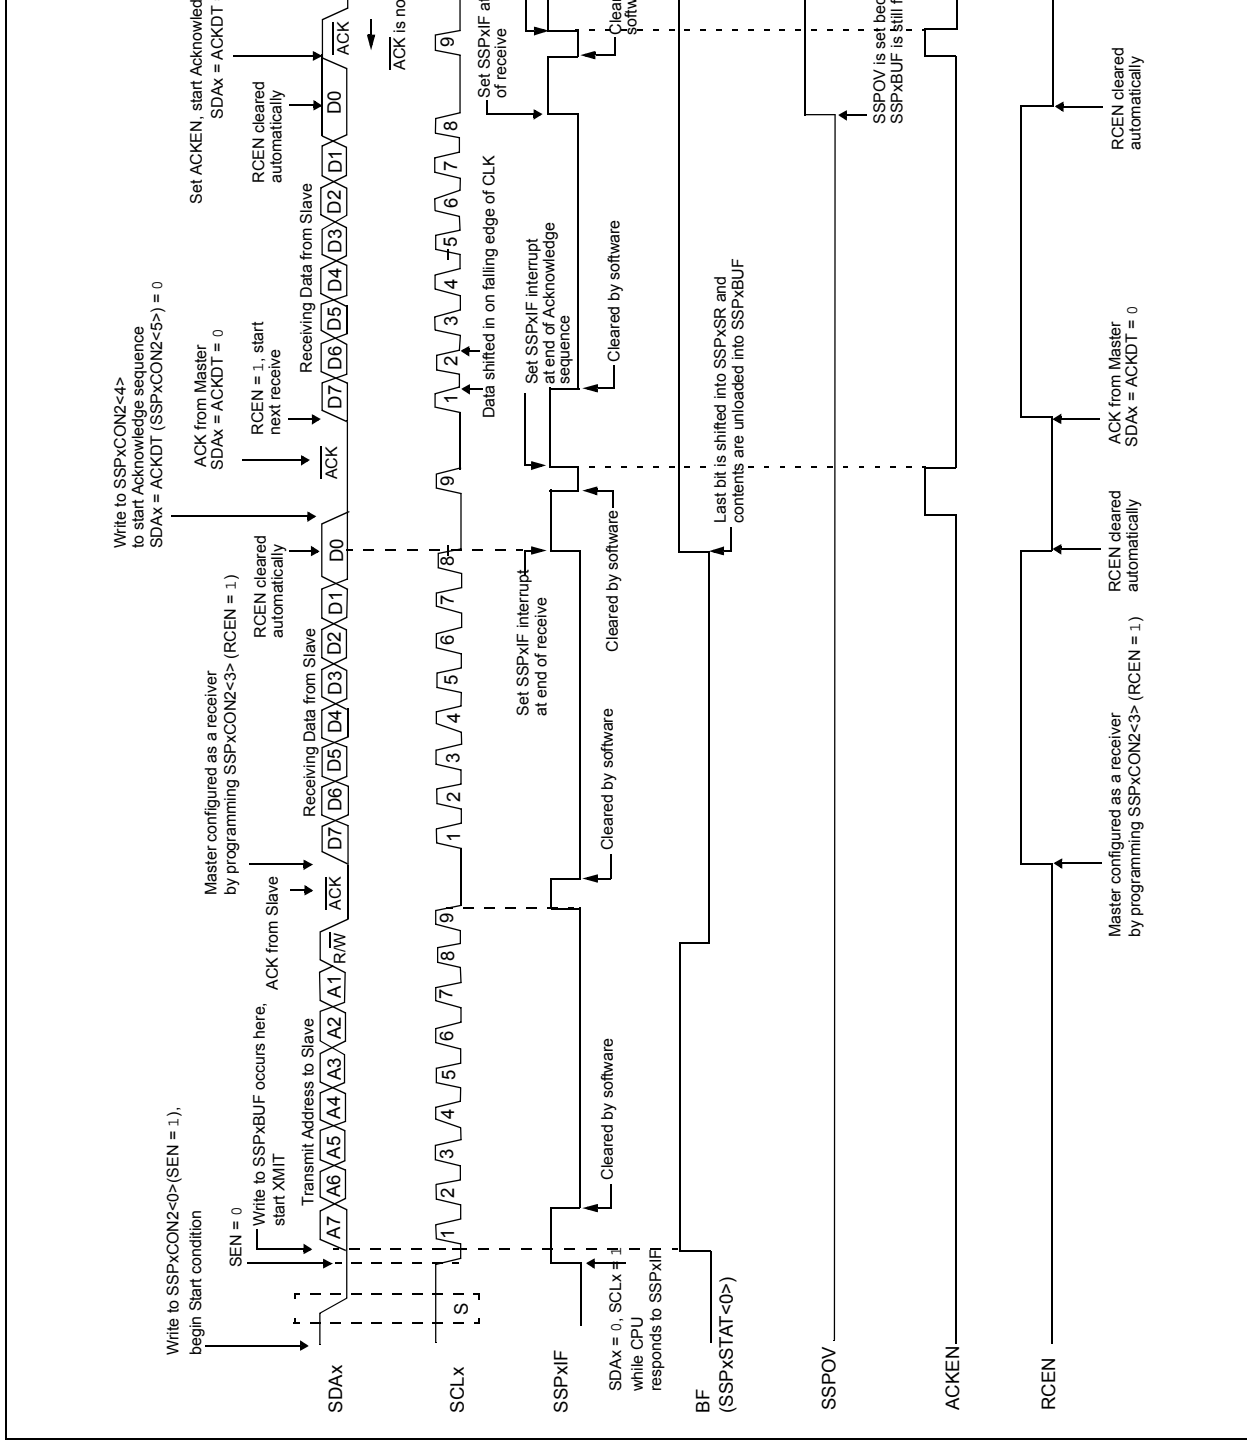 Write to SSPxCON2<0>(SEN = 1),
begin Start condition
SEN = 0
Write to SSPxBUF occurs here,
start XMIT
ACK from Slave
Master configured as a receiver
by programming SSPxCON2<3> (RCEN = 1)
RCEN cleared
automatically
Write to SSPxCON2<4>
to start Acknowledge sequence
SDAx = ACKDT (SSPxCON2<5>) = 0
ACK from Master
SDAx = ACKDT = 0
RCEN = 1, start
next receive
RCEN cleared
automatically
Set ACKEN, start Acknowled
SDAx = ACKDT =
Transmit Address to Slave
Receiving Data from Slave
Receiving Data from Slave
SDAx
A7 A6 A5 A4 A3 A2 A1 R/W ACK D7 D6 D5 D4 D3 D2 D1 D0 ACK D7 D6 D5 D4 D3 D2 D1 D0 ACK
ACK is no
SCLx
S
1 2 3 4 5 6 7 8 9 1 2 3 4 5 6 7 8 9 1 2 3 4 5 6 7 8 9
Data shifted in on falling edge of CLK
Set SSPxIF interrupt
at end of receive
Set SSPxIF interrupt
at end of Acknowledge
sequence
Set SSPxIF at
of receive
SSPxIF
SDAx = 0, SCLx = 1
while CPU
responds to SSPxIF
Cleared by software
Cleared by software
Cleared by software
Cleared by software
Clear
softw
BF
(SSPxSTAT<0>)
Last bit is shifted into SSPxSR and
contents are unloaded into SSPxBUF
SSPOV
SSPOV is set bec
SSPxBUF is still f
ACKEN
RCEN
Master configured as a receiver
by programming SSPxCON2<3> (RCEN = 1)
RCEN cleared
automatically
ACK from Master
SDAx = ACKDT = 0
RCEN cleared
automatically